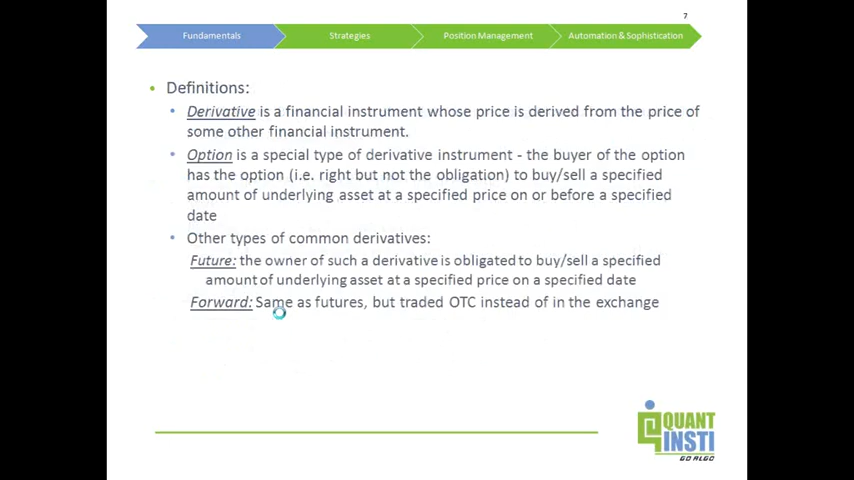 7
Fundamentals
Strategies
Position Management
Automation & Sophistication
• Definitions:
• Derivative is a financial instrument whose price is derived from the price of
some other financial instrument.
• Option is a special type of derivative instrument - the buyer of the option
has the option (i.e. right but not the obligation) to buy/sell a specified
amount of underlying asset at a specified price on or before a specified
date
• Other types of common derivatives:
Future: the owner of such a derivative is obligated to buy/sell a specified
amount of underlying asset at a specified price on a specified date
Forward: Same as futures, but traded OTC instead of in the exchange
QUANT
INSTI
GO ALGO